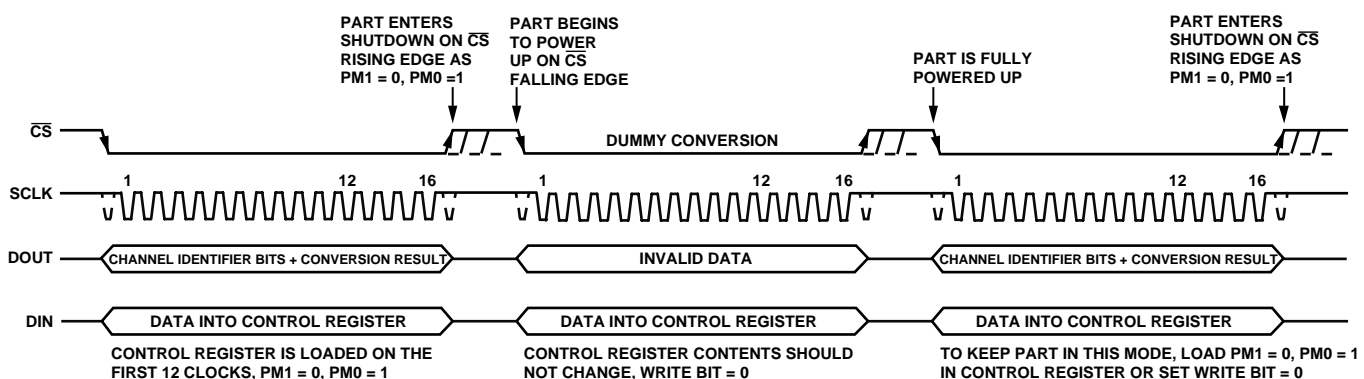 PART ENTERS
SHUTDOWN ON CS
RISING EDGE AS
PM1 = 0, PM0 =1
PART BEGINS
TO POWER
UP ON CS
FALLING EDGE
PART IS FULLY
POWERED UP
PART ENTERS
SHUTDOWN ON CS
RISING EDGE AS
PM1 = 0, PM0 =1
CS
DUMMY CONVERSION
SCLK
1 12 16 1 12 16 1 12 16
DOUT
CHANNEL IDENTIFIER BITS + CONVERSION RESULT
INVALID DATA
CHANNEL IDENTIFIER BITS + CONVERSION RESULT
DIN
DATA INTO CONTROL REGISTER
DATA INTO CONTROL REGISTER
DATA INTO CONTROL REGISTER
CONTROL REGISTER IS LOADED ON THE
FIRST 12 CLOCKS, PM1 = 0, PM0 = 1
CONTROL REGISTER CONTENTS SHOULD
NOT CHANGE, WRITE BIT = 0
TO KEEP PART IN THIS MODE, LOAD PM1 = 0, PM0 = 1
IN CONTROL REGISTER OR SET WRITE BIT = 0